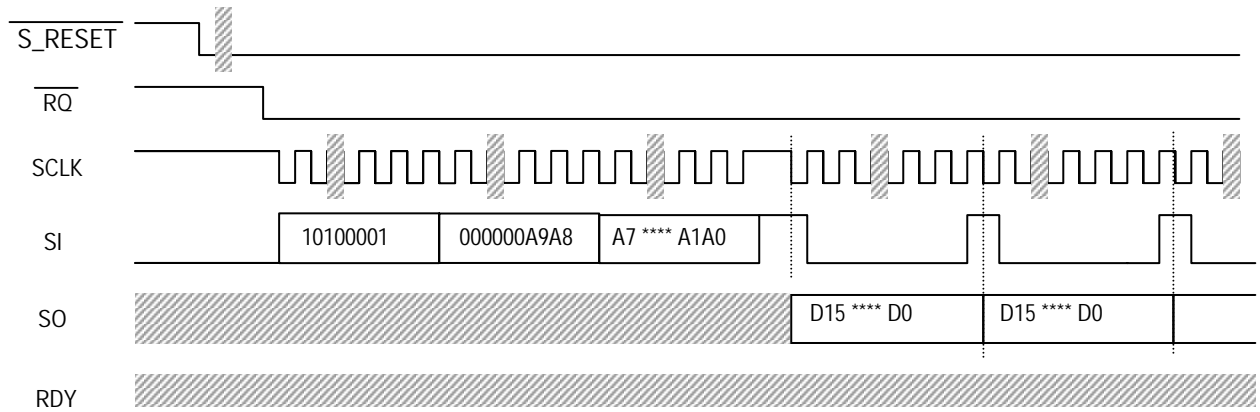 S_RESET
RQ
SCLK
SI 10100001 000000A9A8 A7 **** A1A0
SO D15 **** D0 D15 **** D0
RDY